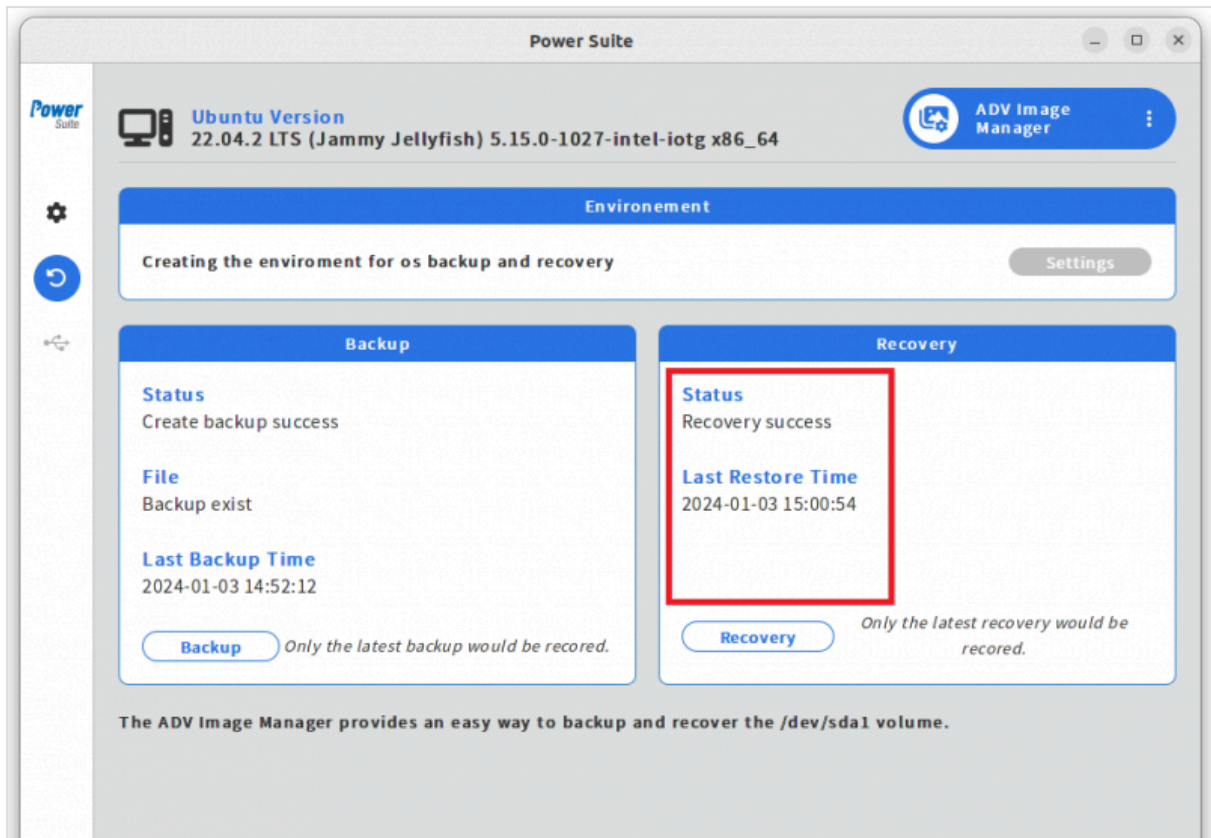 Power Suite
Power
Suite
Ubuntu Version
22.04.2 LTS (Jammy Jellyfish) 5.15.0-1027-intel-iotg x86_64
ADV Image
Manager
Environement
Creating the enviroment for os backup and recovery
Settings
Backup
Status
Create backup success
File
Backup exist
Last Backup Time
2024-01-03 14:52:12
Backup
Only the latest backup would be recored.
Recovery
Status
Recovery success
Last Restore Time
2024-01-03 15:00:54
Recovery
Only the latest recovery would be
recored.
The ADV Image Manager provides an easy way to backup and recover the /dev/sda1 volume.